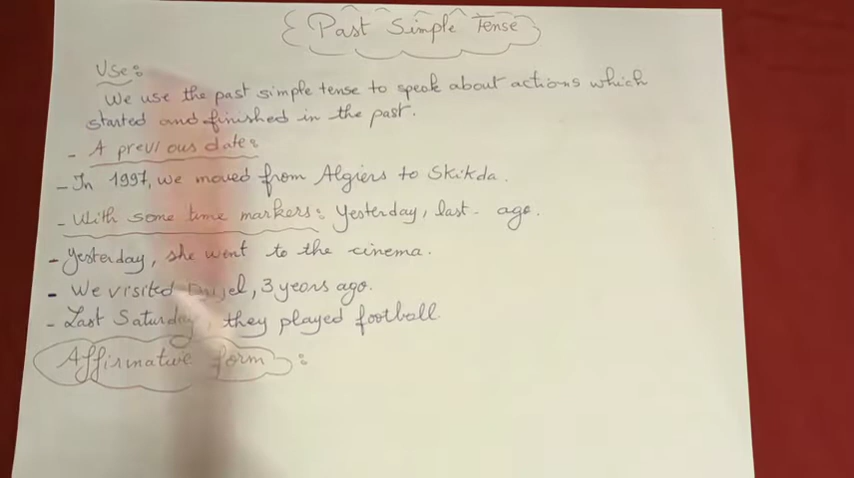 Past Simple Tense
Use:
We use the past simple tense to speak about actions which
started and finished in the past.
- A previous date:
- In 1997, we moved from Algiers to Skikda.
- With some time markers: Yesterday, last - ago.
- Yesterday, she went to the cinema.
- We visited , 3 years ago.
- Last Saturday, they played football.
Affirmative form :